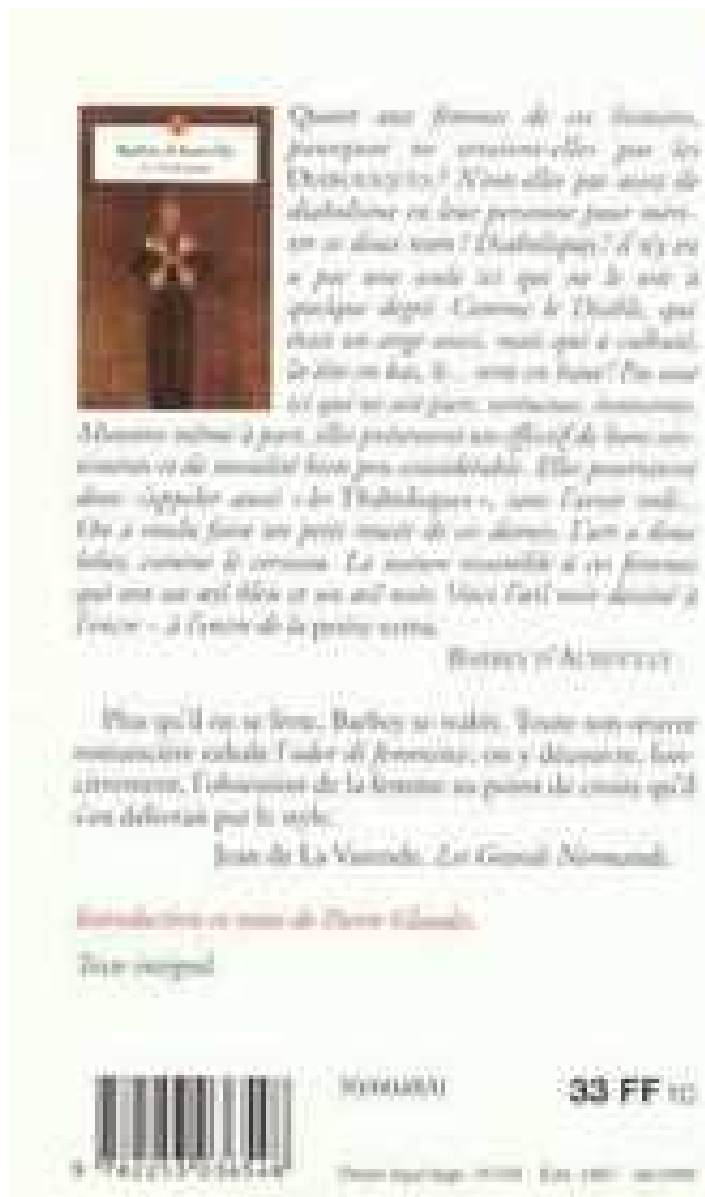 Barbey d'Aurevilly
Les Diaboliques
Quant aux femmes de ces histoires,
pourquoi ne seraient-elles pas les
DIABOLIQUES ? N'ont-elles pas assez de
diabolisme en leur personne pour méri-
ter ce doux nom ? Diaboliques ! il n'y en
a pas une seule ici qui ne le soit à
quelque degré. Comme le Diable, qui
était un ange aussi, mais qui a culbuté,
la tête en bas, le... reste en haut ! Pas une
ici qui ne soit pure, vertueuse, innocente.
Monstres même à part, elles présentent un effectif de bons sen-
timents et de moralité bien peu considérable. Elles pourraient
donc s'appeler aussi « les Diaboliques », sans l'avoir volé...
On a voulu faire un petit musée de ces dames. L'art a deux
lobes, comme le cerveau. La nature ressemble à ces femmes
qui ont un œil bleu et un œil noir. Voici l'œil noir dessiné à
l'encre – à l'encre de la petite vertu.
BARBEY D'AUREVILLY
Plus qu'il ne se livre, Barbey se trahit. Toute son œuvre
romancière exhale l'odor di femmina, on y découvre,
l'obsession de la femme au point de croire qu'il
s'en délivrait par le style.
Jean de La Varende, Les Grands Normands.
Introduction et notes de Pierre Glaudes.
Texte intégral
33 FF TTC